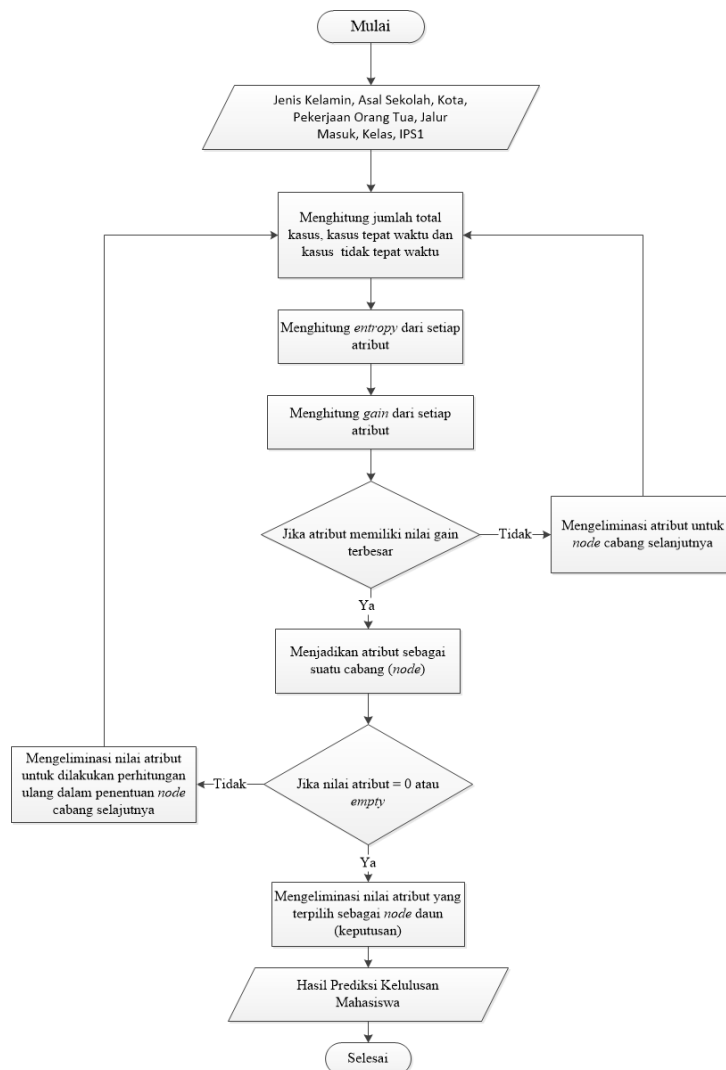 Mulai
Jenis Kelamin, Asal Sekolah, Kota,
Pekerjaan Orang Tua, Jalur
Masuk, Kelas, IPS1
Menghitung jumlah total
kasus, kasus tepat waktu dan
kasus tidak tepat waktu
Menghitung entropy dari setiap
atribut
Menghitung gain dari setiap
atribut
Jika atribut memiliki nilai gain
terbesar
Tidak
Mengeliminasi atribut untuk
node cabang selanjutnya
Ya
Menjadikan atribut sebagai
suatu cabang (node)
Jika nilai atribut = 0 atau
empty
Tidak
Mengeliminasi nilai atribut
untuk dilakukan perhitungan
ulang dalam penentuan node
cabang selajutnya
Ya
Mengeliminasi nilai atribut yang
terpilih sebagai node daun
(keputusan)
Hasil Prediksi Kelulusan
Mahasiswa
Selesai